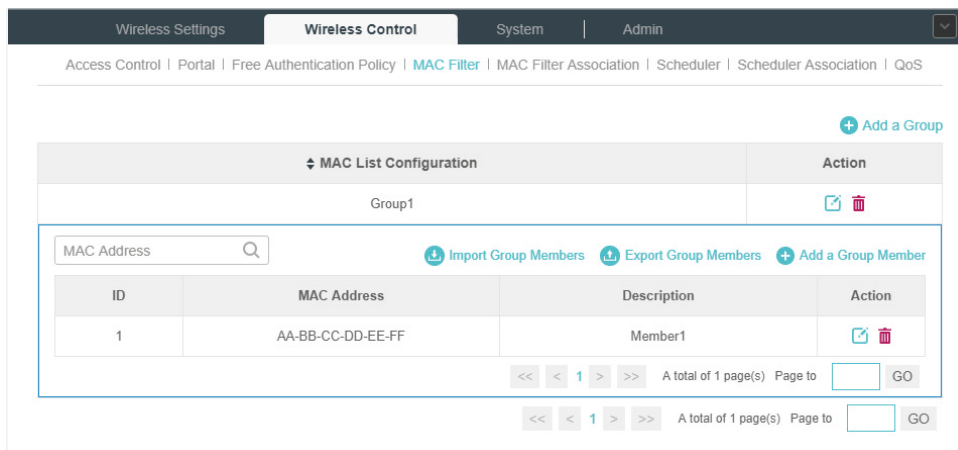 Wireless Settings Wireless Control System Admin
Access Control | Portal | Free Authentication Policy | MAC Filter | MAC Filter Association | Scheduler | Scheduler Association | QoS
Add a Group
MAC List Configuration Action
Group1
MAC Address Import Group Members Export Group Members Add a Group Member
ID MAC Address Description Action
1 AA-BB-CC-DD-EE-FF Member1
<< < 1 > >> A total of 1 page(s) Page to GO
<< < 1 > >> A total of 1 page(s) Page to GO